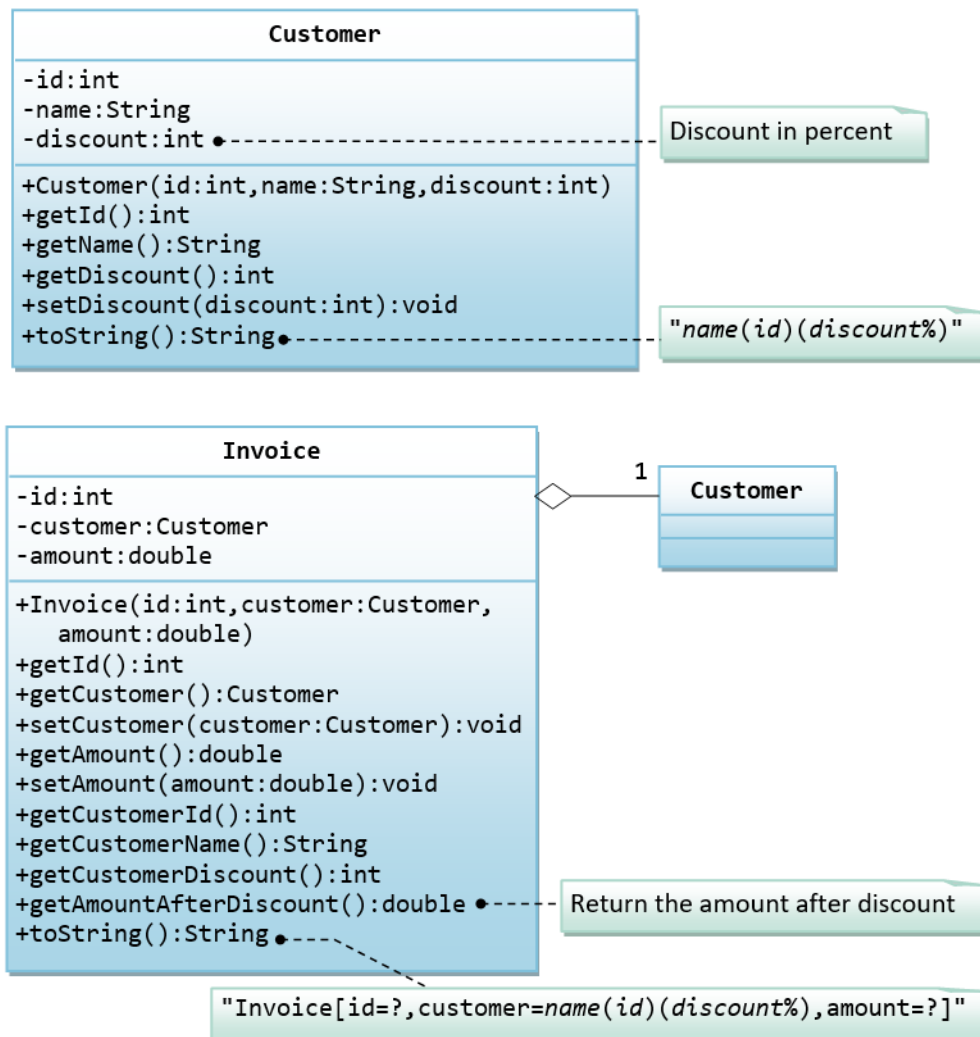 Customer
-id:int
-name:String
-discount:int
Discount in percent
+Customer(id:int,name:String,discount:int)
+getId():int
+getName():String
+getDiscount():int
+setDiscount(discount:int):void
+toString():String
"name(id)(discount%)"
Invoice
-id:int
-customer:Customer
-amount:double
1
Customer
+Invoice(id:int,customer:Customer,
amount:double)
+getId():int
+getCustomer():Customer
+setCustomer(customer:Customer):void
+getAmount():double
+setAmount(amount:double):void
+getCustomerId():int
+getCustomerName():String
+getCustomerDiscount():int
+getAmountAfterDiscount():double
Return the amount after discount
+toString():String
"Invoice[id=?,customer=name(id)(discount%),amount=?]"